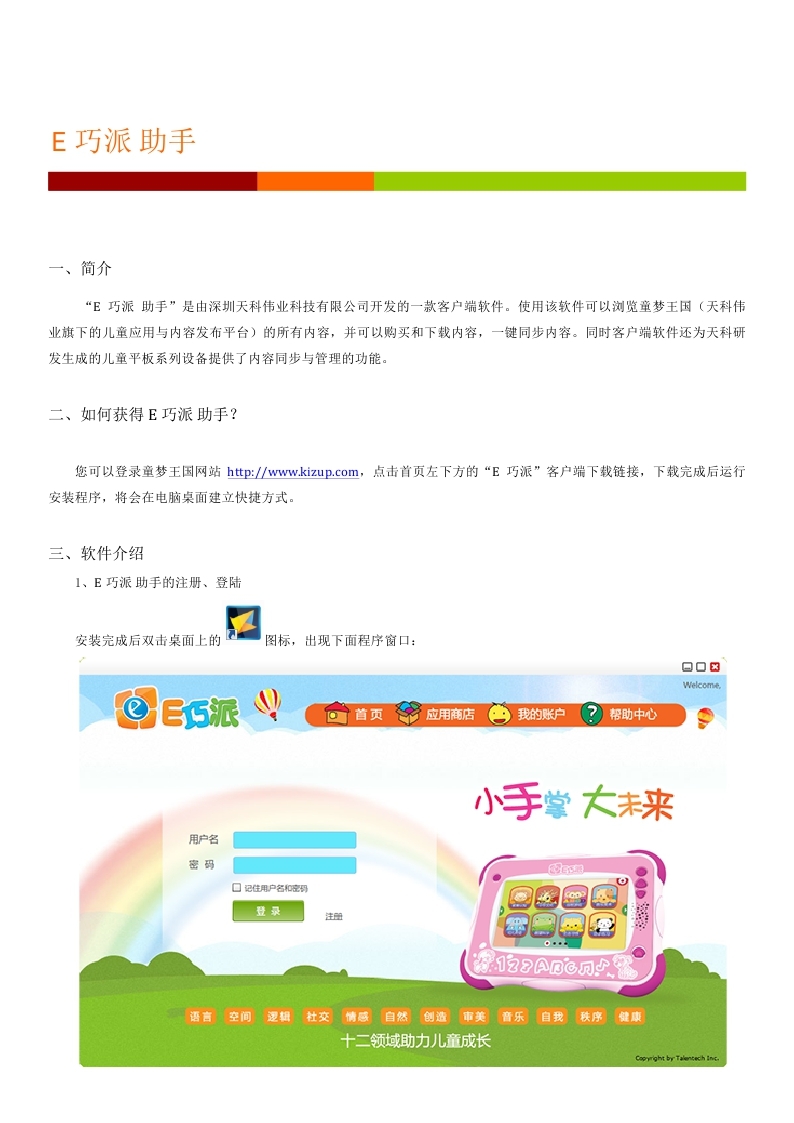 E 巧派 助手
一、简介
“E 巧派 助手”是由深圳天科伟业科技有限公司开发的一款客户端软件。使用该软件可以浏览童梦王国（天科伟
业旗下的儿童应用与内容发布平台）的所有内容，并可以购买和下载内容，一键同步内容。同时客户端软件还为天科研
发生成的儿童平板系列设备提供了内容同步与管理的功能。
二、如何获得 E 巧派 助手？
您可以登录童梦王国网站 http://www.kizup.com，点击首页左下方的“E 巧派”客户端下载链接，下载完成后运行
安装程序，将会在电脑桌面建立快捷方式。
三、软件介绍
1、E 巧派 助手的注册、登陆
安装完成后双击桌面上的 图标，出现下面程序窗口：
Welcome,
E巧派 首页 应用商店 我的账户 ? 帮助中心
小手掌 大未来
用户名
密 码
记住用户名和密码
登 录 注册
123ABC
语言 空间 逻辑 社交 情感 自然 创造 审美 音乐 自我 秩序 健康
十二领域助力儿童成长
Copyright by Talentech Inc.